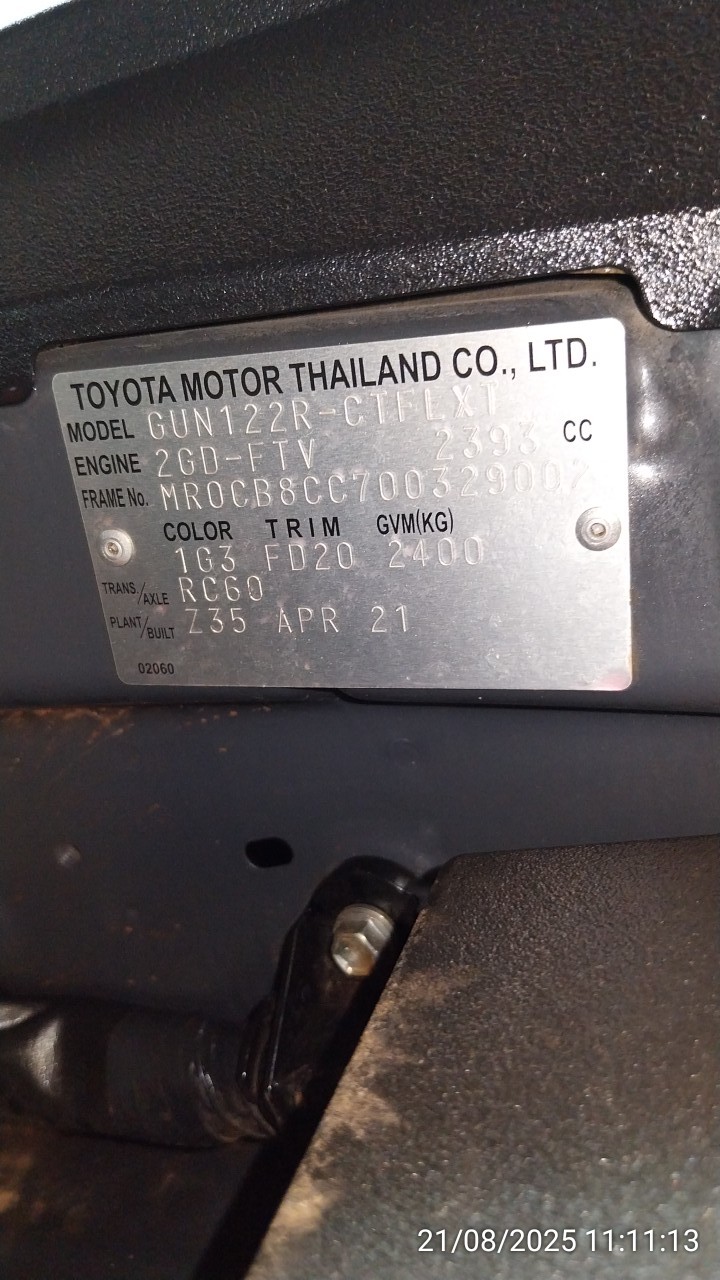 TOYOTA MOTOR THAILAND CO., LTD.
MODEL GUN122R-CTFLXT
ENGINE 2GD-FTV 2393 CC
FRAME No. MR0CB8CC700329007
COLOR TRIM GVM(KG)
1G3 FD20 2400
TRANS./AXLE RC60
PLANT/BUILT Z35 APR 21
02060
21/08/2025 11:11:13